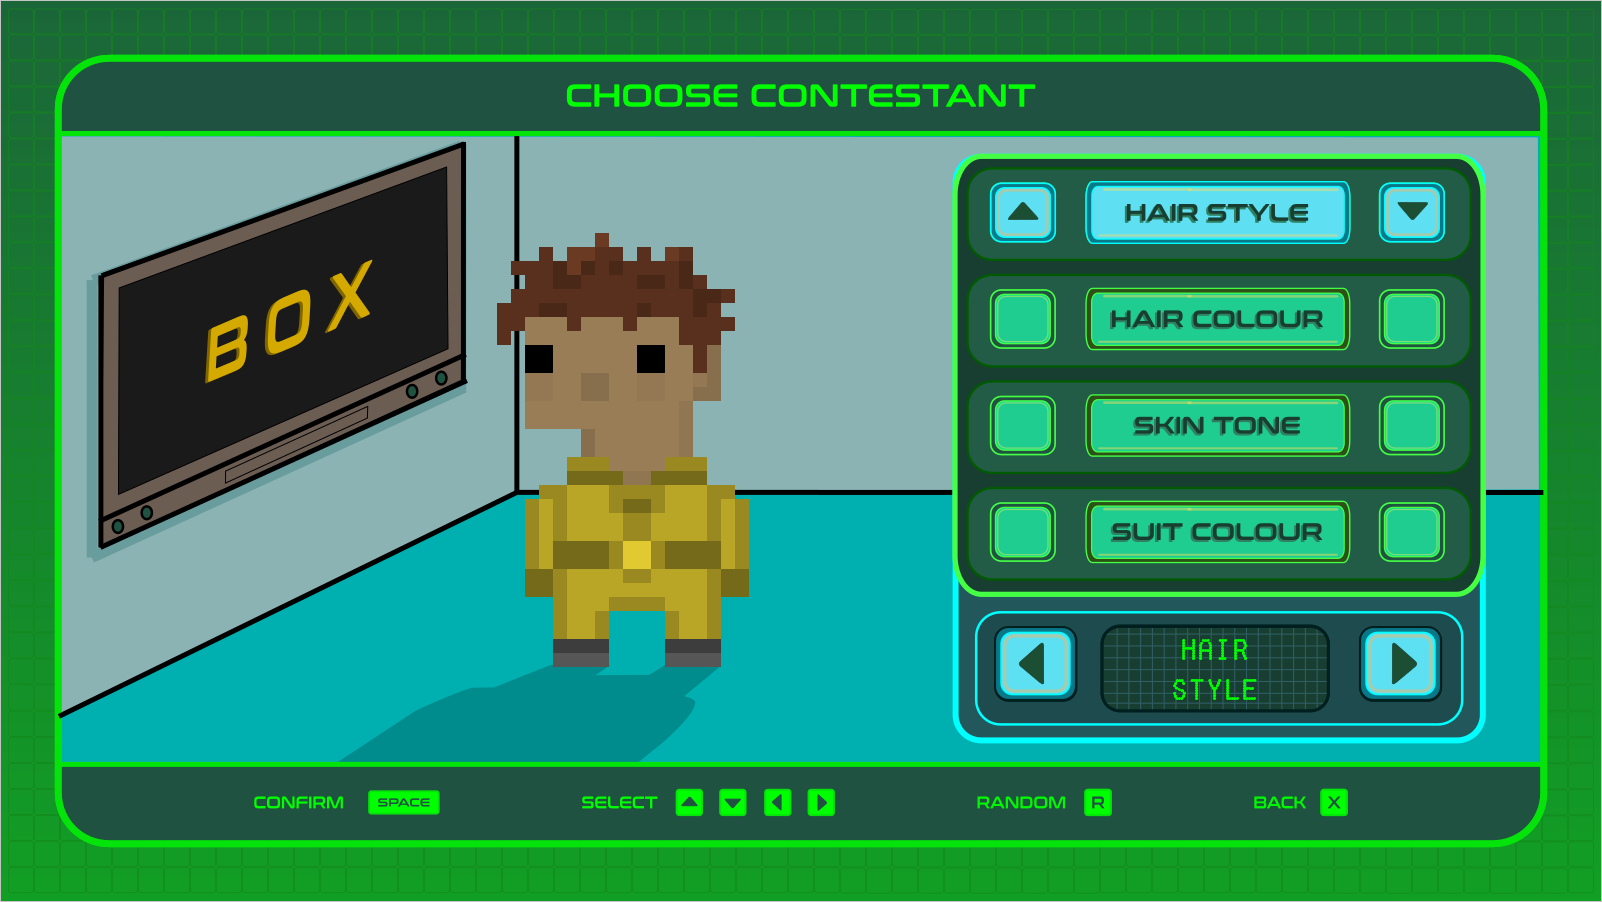 CHOOSE CONTESTANT
BOX
HAIR STYLE
HAIR COLOUR
SKIN TONE
SUIT COLOUR
HAIR
STYLE
CONFIRM SPACE SELECT RANDOM R BACK X